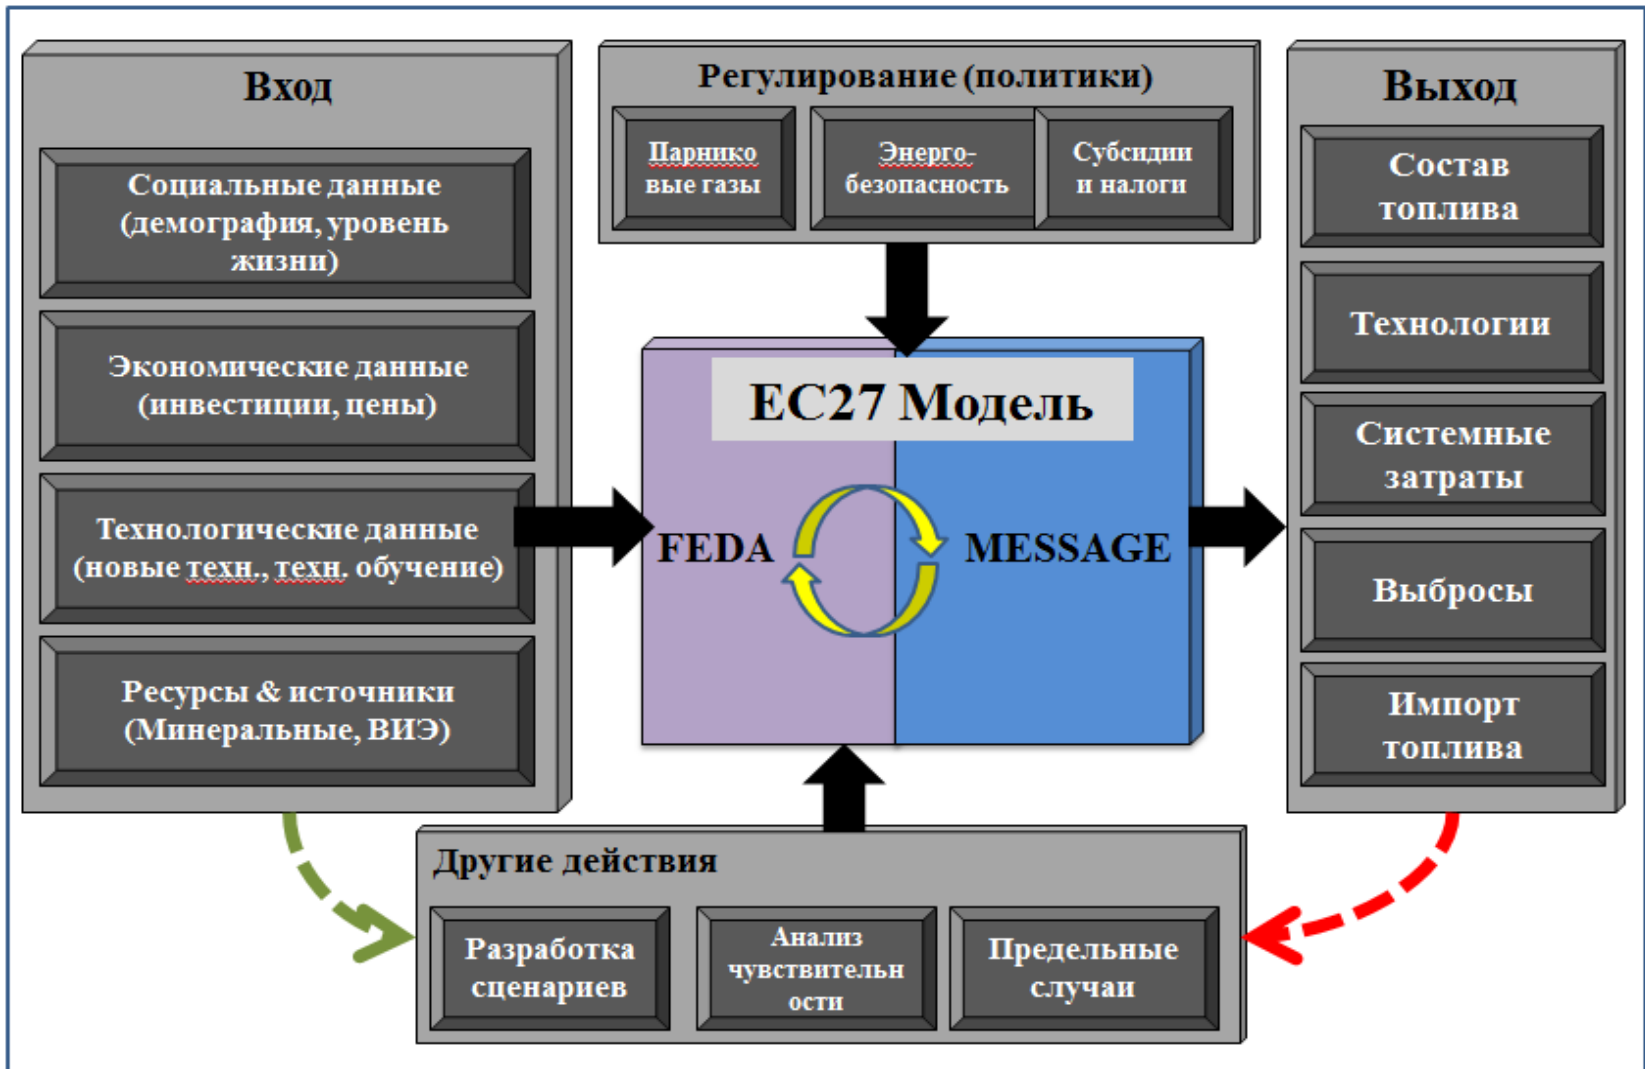 Вход
Социальные данные
(демография, уровень
жизни)
Экономические данные
(инвестиции, цены)
Технологические данные
(новые техн., техн. обучение)
Ресурсы & источники
(Минеральные, ВИЭ)
Регулирование (политики)
Парнико
вые газы
Энерго-
безопасность
Субсидии
и налоги
ЕС27 Модель
FEDA
MESSAGE
Выход
Состав
топлива
Технологии
Системные
затраты
Выбросы
Импорт
топлива
Другие действия
Разработка
сценариев
Анализ
чувствительн
ости
Предельные
случаи